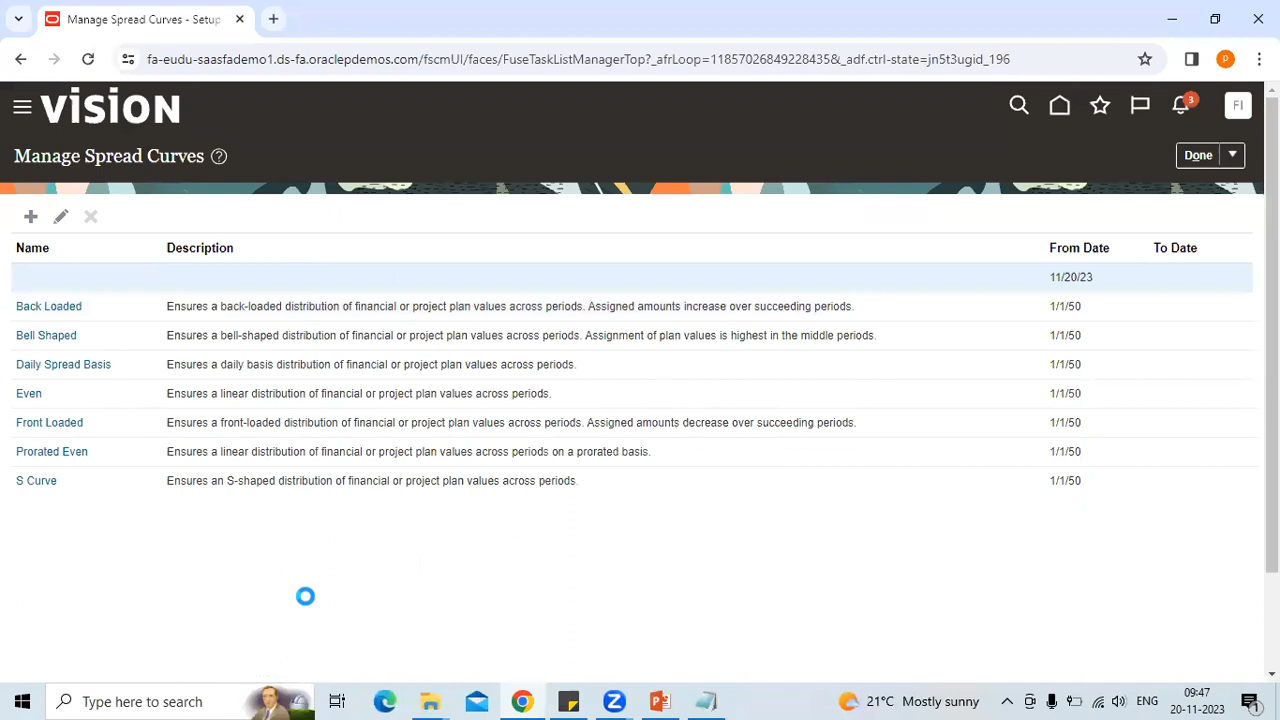 Manage Spread Curves - Setup
fa-eudu-saasfademo1.ds-fa.oraclepdemos.com/fscmUI/faces/FuseTaskListManagerTop?_afrLoop=11857026849228435&_adf.ctrl-state=jn5t3ugid_196
P
VISION
3
FI
Manage Spread Curves
Done
Name Description From Date To Date
11/20/23
Back Loaded Ensures a back-loaded distribution of financial or project plan values across periods. Assigned amounts increase over succeeding periods. 1/1/50
Bell Shaped Ensures a bell-shaped distribution of financial or project plan values across periods. Assignment of plan values is highest in the middle periods. 1/1/50
Daily Spread Basis Ensures a daily basis distribution of financial or project plan values across periods. 1/1/50
Even Ensures a linear distribution of financial or project plan values across periods. 1/1/50
Front Loaded Ensures a front-loaded distribution of financial or project plan values across periods. Assigned amounts decrease over succeeding periods. 1/1/50
Prorated Even Ensures a linear distribution of financial or project plan values across periods on a prorated basis. 1/1/50
S Curve Ensures an S-shaped distribution of financial or project plan values across periods. 1/1/50
Type here to search
21°C Mostly sunny
ENG
09:47
20-11-2023
1